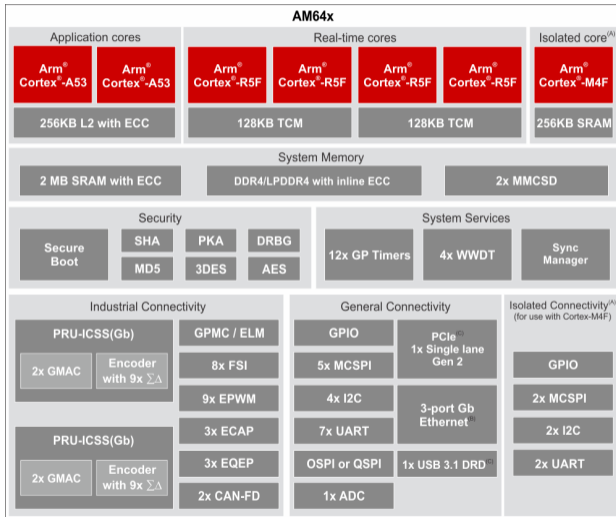 AM64x
Application cores
Arm®
Cortex®-A53
Arm®
Cortex®-A53
256KB L2 with ECC
Real-time cores
Arm®
Cortex®-R5F
Arm®
Cortex®-R5F
Arm®
Cortex®-R5F
Arm®
Cortex®-R5F
128KB TCM
128KB TCM
Isolated core(A)
Arm®
Cortex®-M4F
256KB SRAM
System Memory
2 MB SRAM with ECC
DDR4/LPDDR4 with inline ECC
2x MMCSD
Security
Secure
Boot
SHA
PKA
DRBG
MD5
3DES
AES
System Services
12x GP Timers
4x WWDT
Sync
Manager
Industrial Connectivity
PRU-ICSS(Gb)
2x GMAC
Encoder
with 9x ∑Δ
PRU-ICSS(Gb)
2x GMAC
Encoder
with 9x ∑Δ
GPMC / ELM
8x FSI
9x EPWM
3x ECAP
3x EQEP
2x CAN-FD
General Connectivity
GPIO
5x MCSPI
4x I2C
7x UART
OSPI or QSPI
1x ADC
PCIe(C)
1x Single lane
Gen 2
3-port Gb
Ethernet(B)
1x USB 3.1 DRD(C)
Isolated Connectivity(A)
(for use with Cortex-M4F)
GPIO
2x MCSPI
2x I2C
2x UART